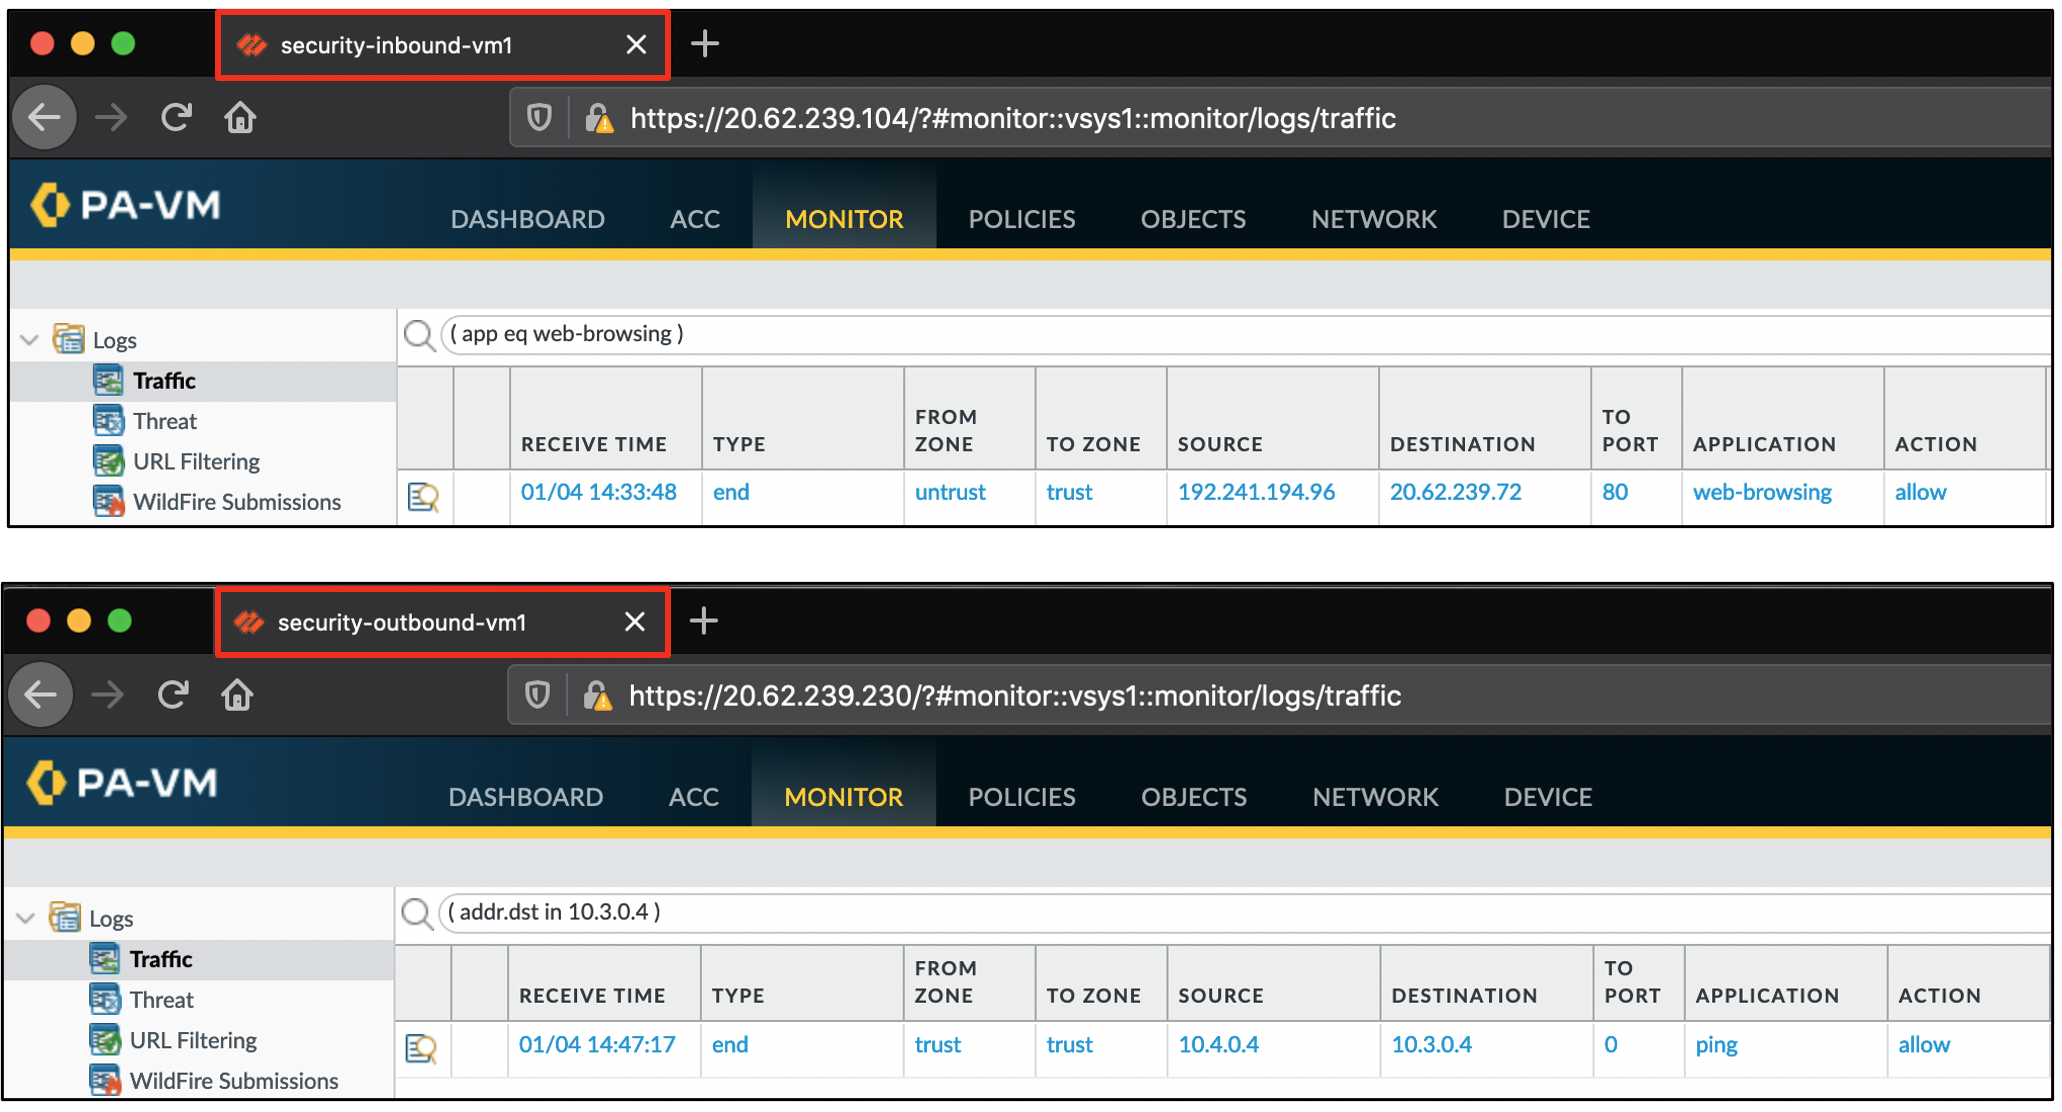 security-inbound-vm1
https://20.62.239.104/?#monitor::vsys1::monitor/logs/traffic
PA-VM
DASHBOARD ACC MONITOR POLICIES OBJECTS NETWORK DEVICE
Logs
( app eq web-browsing )
Traffic
Threat
URL Filtering
WildFire Submissions
RECEIVE TIME TYPE FROM ZONE TO ZONE SOURCE DESTINATION TO PORT APPLICATION ACTION
01/04 14:33:48 end untrust trust 192.241.194.96 20.62.239.72 80 web-browsing allow
security-outbound-vm1
https://20.62.239.230/?#monitor::vsys1::monitor/logs/traffic
PA-VM
DASHBOARD ACC MONITOR POLICIES OBJECTS NETWORK DEVICE
Logs
( addr.dst in 10.3.0.4 )
Traffic
Threat
URL Filtering
WildFire Submissions
RECEIVE TIME TYPE FROM ZONE TO ZONE SOURCE DESTINATION TO PORT APPLICATION ACTION
01/04 14:47:17 end trust trust 10.4.0.4 10.3.0.4 0 ping allow